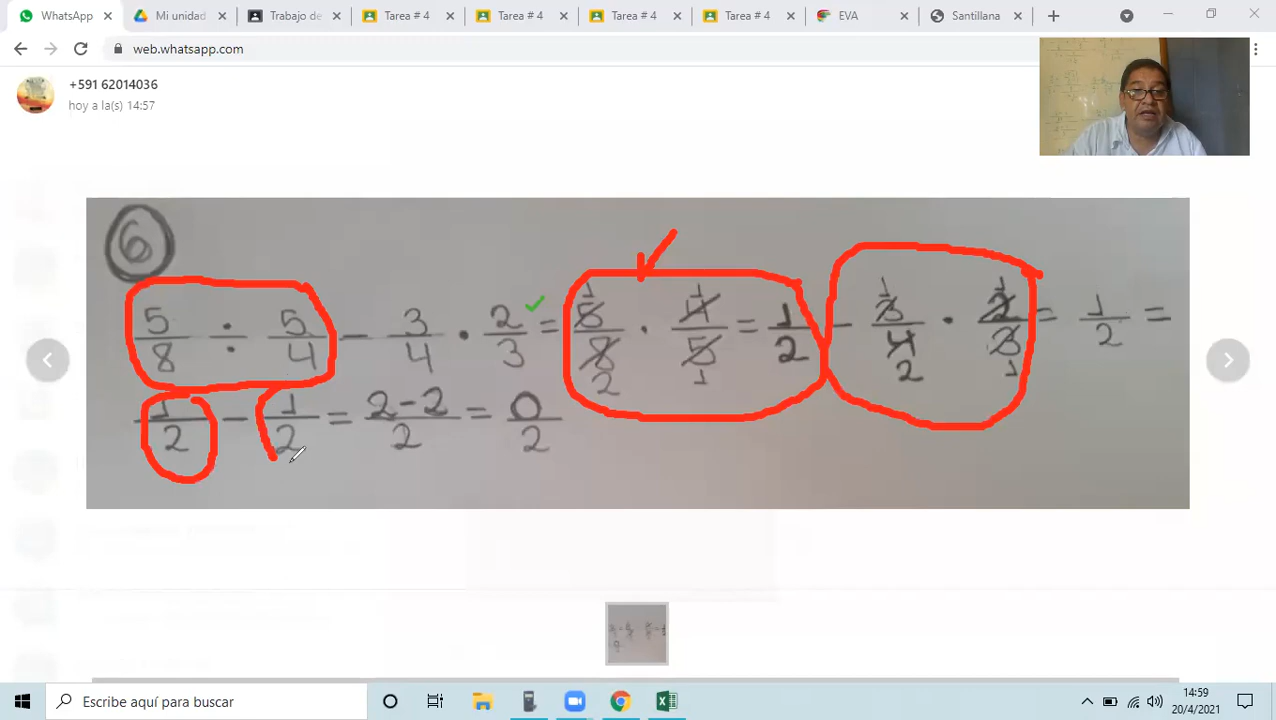 WhatsApp
Mi unidad
Trabajo de
Tarea # 4
Tarea # 4
Tarea # 4
Tarea # 4
EVA
Santillana
web.whatsapp.com
+591 62014036
hoy a la(s) 14:57
6
5/8 ÷ 5/4 − 3/4 · 2/3 = 5/8 · 4/5 = 1/2 − 3/4 · 2/3 = 1/2 =
1/2 − 1/2 = 2-2/2 = 0/2
Escribe aquí para buscar
14:59
20/4/2021